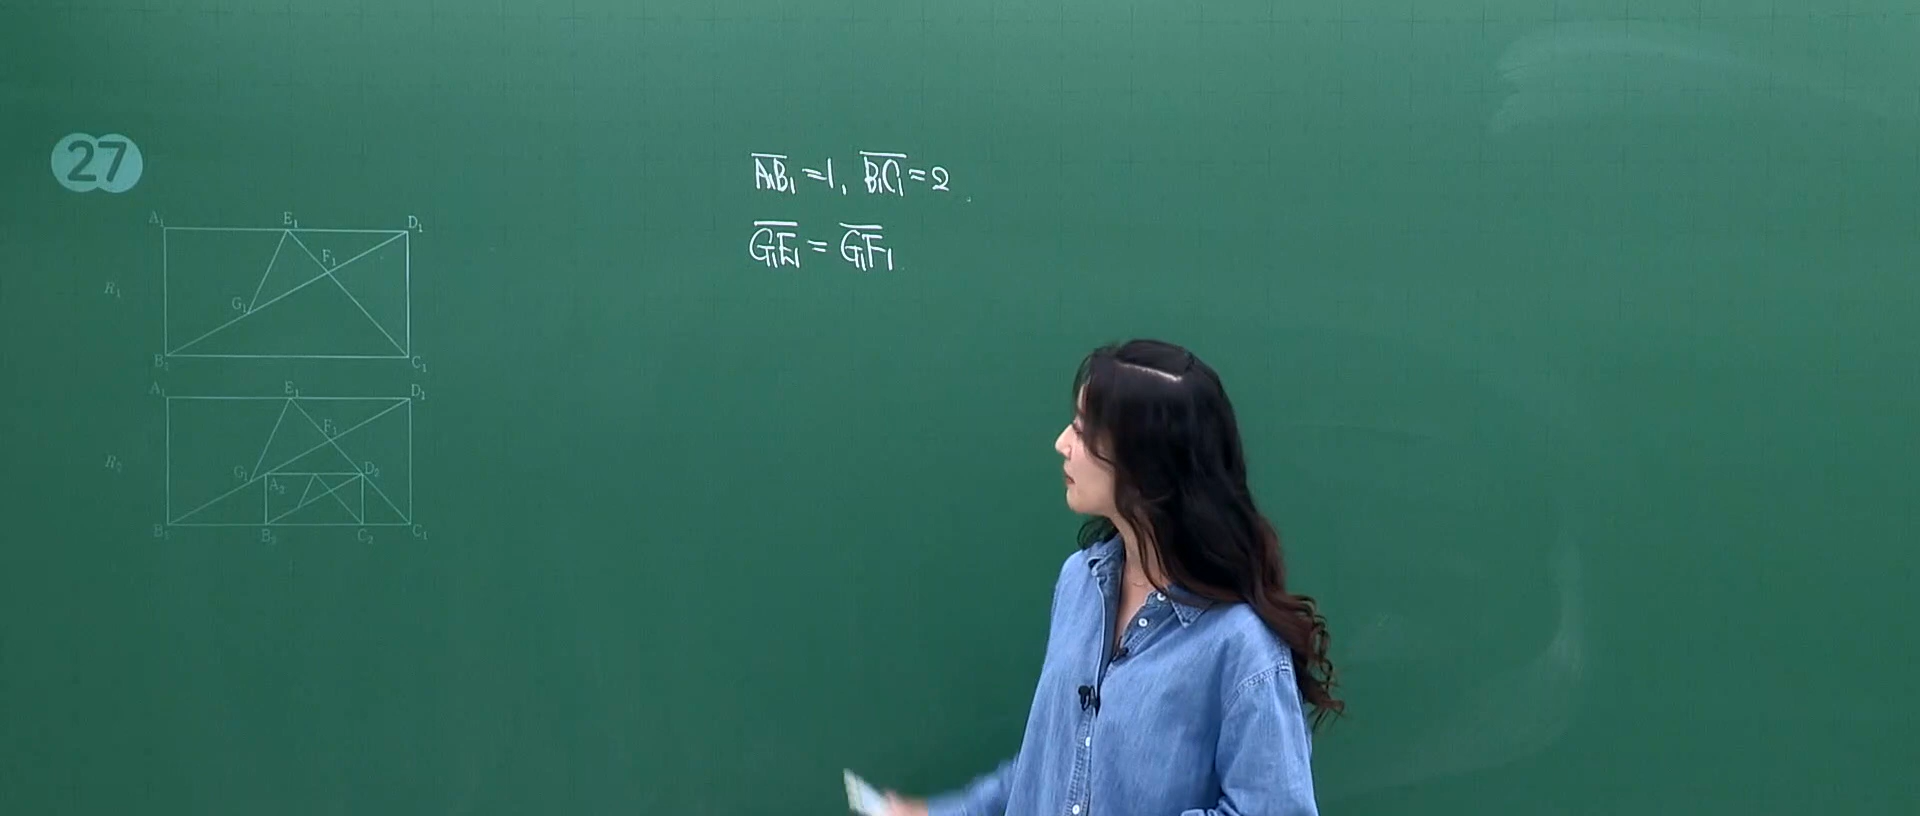 27
A₁ E₁ D₁
F₁
R₁
G₁
B₁ C₁
A₁ E₁ D₁
F₁
R₂
G₁ A₂ D₂
B₁ B₂ C₂ C₁
A₁B₁ = 1, B₁C₁ = 2
G₁E₁ = G₁F₁